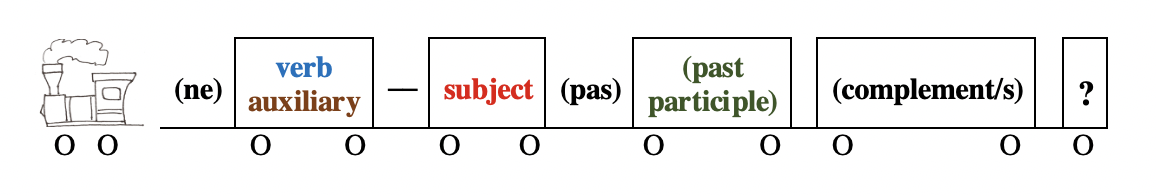 (ne) verb auxiliary — subject (pas) (past participle) (complement/s) ?
O O O O O O O O O O O